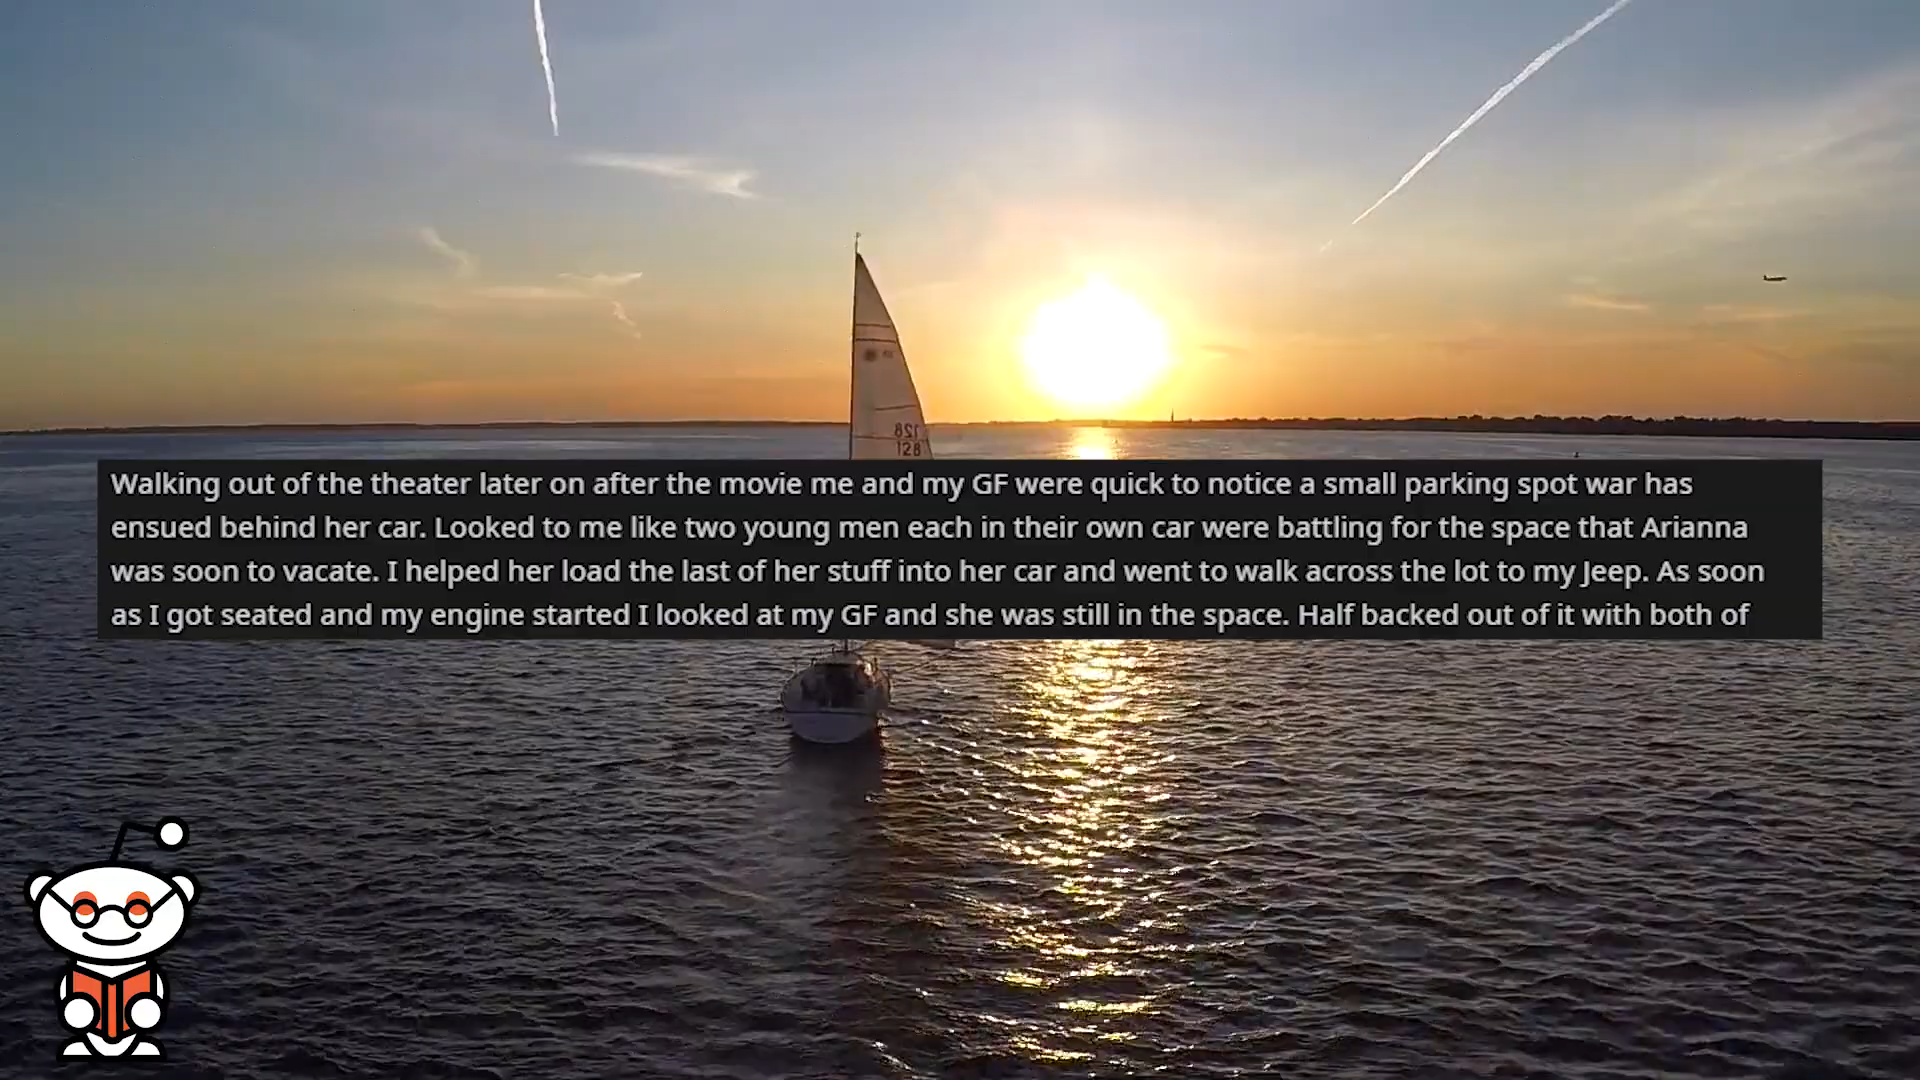 128
128
Walking out of the theater later on after the movie me and my GF were quick to notice a small parking spot war has
ensued behind her car. Looked to me like two young men each in their own car were battling for the space that Arianna
was soon to vacate. I helped her load the last of her stuff into her car and went to walk across the lot to my Jeep. As soon
as I got seated and my engine started I looked at my GF and she was still in the space. Half backed out of it with both of